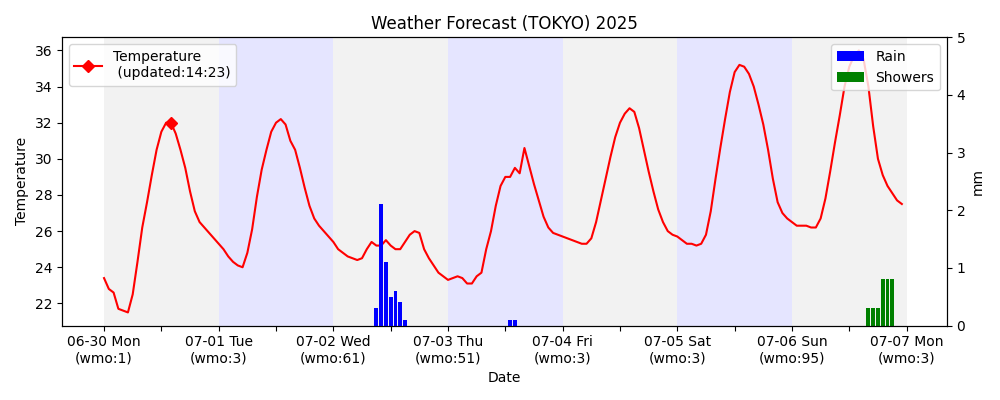 Weather Forecast (TOKYO) 2025
Temperature
(updated:14:23)
Rain
Showers
Temperature
36
34
32
30
28
26
24
22
5
4
3
2
1
0
mm
06-30 Mon
(wmo:1)
07-01 Tue
(wmo:3)
07-02 Wed
(wmo:61)
07-03 Thu
(wmo:51)
07-04 Fri
(wmo:3)
07-05 Sat
(wmo:3)
07-06 Sun
(wmo:95)
07-07 Mon
(wmo:3)
Date